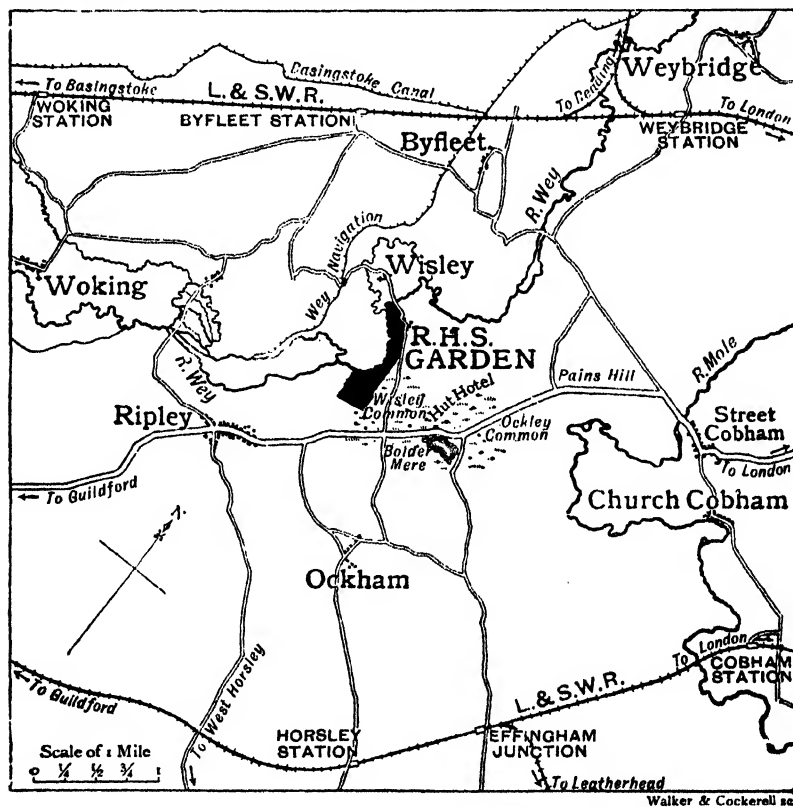 Weybridge
Basingstoke Canal
To Basingstoke
L. & S.W.R.
To Reading
To London
WOKING
STATION
BYFLEET STATION
WEYBRIDGE
STATION
Byfleet
R. Wey
Wey Navigation
Wisley
Woking
R.H.S.
GARDEN
R. Wey
R. Mole
Pains Hill
Wisley
Common
Hut Hotel
Ripley
Ockley
Common
Street
Cobham
Bolder
Mere
To London
To Guildford
Church Cobham
N.
Ockham
To London
COBHAM
STATION
To Guildford
To West Horsley
L. & S.W.R.
HORSLEY
STATION
EFFINGHAM
JUNCTION
Scale of 1 Mile
0 1/4 1/2 3/4 1
To Leatherhead
Walker & Cockerell sc